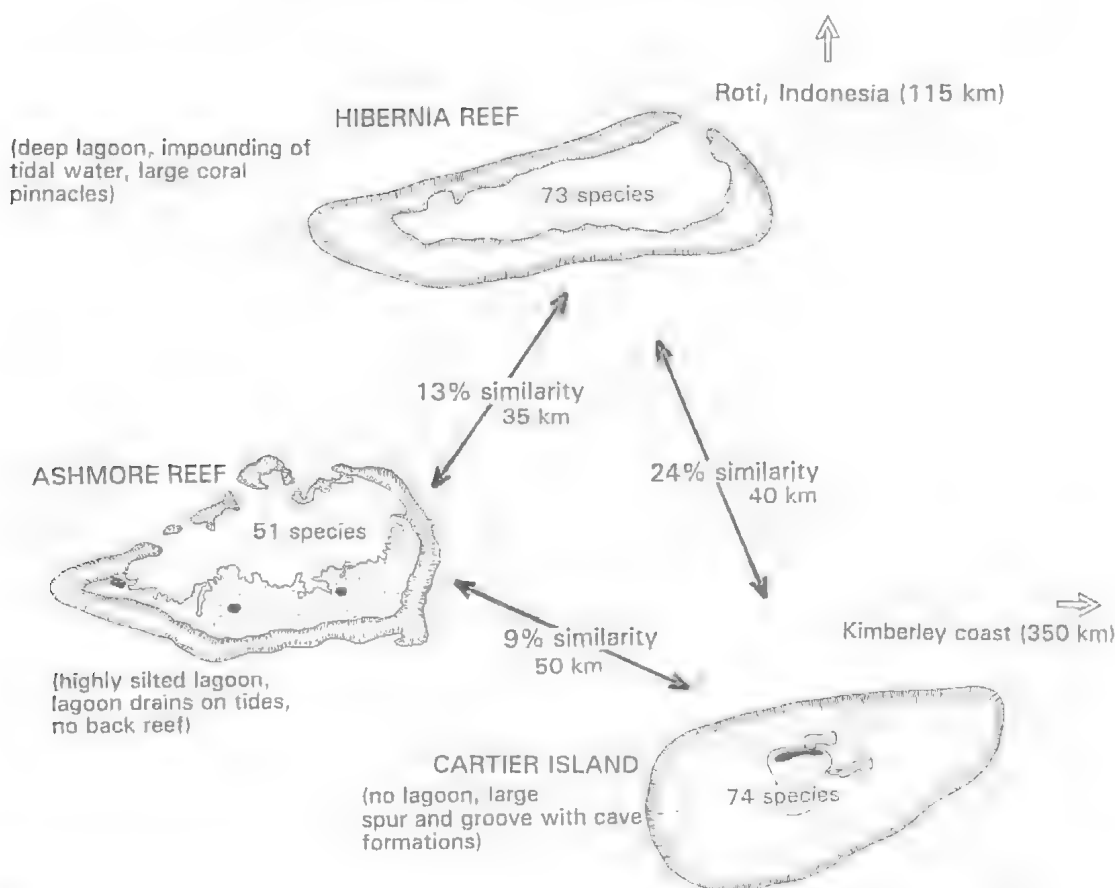 Roti, Indonesia (115 km)
HIBERNIA REEF
(deep lagoon, impounding of
tidal water, large coral
pinnacles)
73 species
13% similarity
35 km
24% similarity
40 km
ASHMORE REEF
51 species
(highly silted lagoon,
lagoon drains on tides,
no back reef)
9% similarity
50 km
Kimberley coast (350 km)
CARTIER ISLAND
(no lagoon, large
spur and groove with cave
formations)
74 species